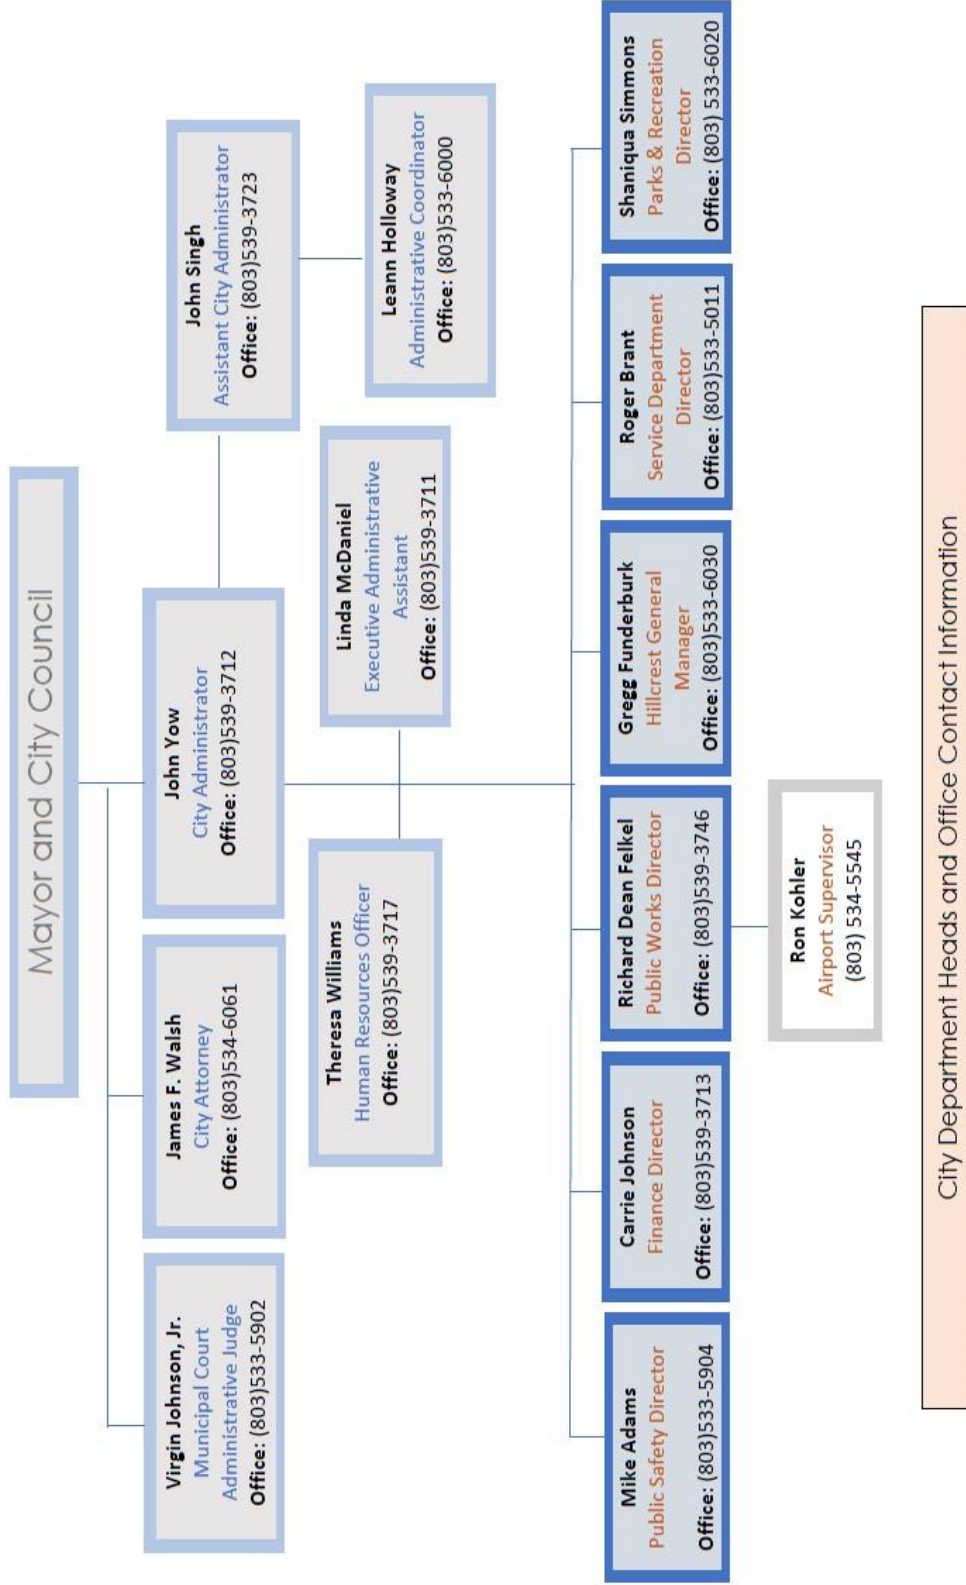 Mayor and City Council
Virgin Johnson, Jr.
Municipal Court
Administrative Judge
Office: (803)533-5902
James F. Walsh
City Attorney
Office: (803)534-6061
John Yow
City Administrator
Office: (803)539-3712
John Singh
Assistant City Administrator
Office: (803)539-3723
Theresa Williams
Human Resources Officer
Office: (803)539-3717
Linda McDaniel
Executive Administrative
Assistant
Office: (803)539-3711
Leann Holloway
Administrative Coordinator
Office: (803)533-6000
Mike Adams
Public Safety Director
Office: (803)533-5904
Carrie Johnson
Finance Director
Office: (803)539-3713
Richard Dean Felkel
Public Works Director
Office: (803)539-3746
Gregg Funderburk
Hillcrest General
Manager
Office: (803)533-6030
Roger Brant
Service Department
Director
Office: (803)533-5011
Shaniqua Simmons
Parks & Recreation
Director
Office: (803) 533-6020
Ron Kohler
Airport Supervisor
(803) 534-5545
City Department Heads and Office Contact Information